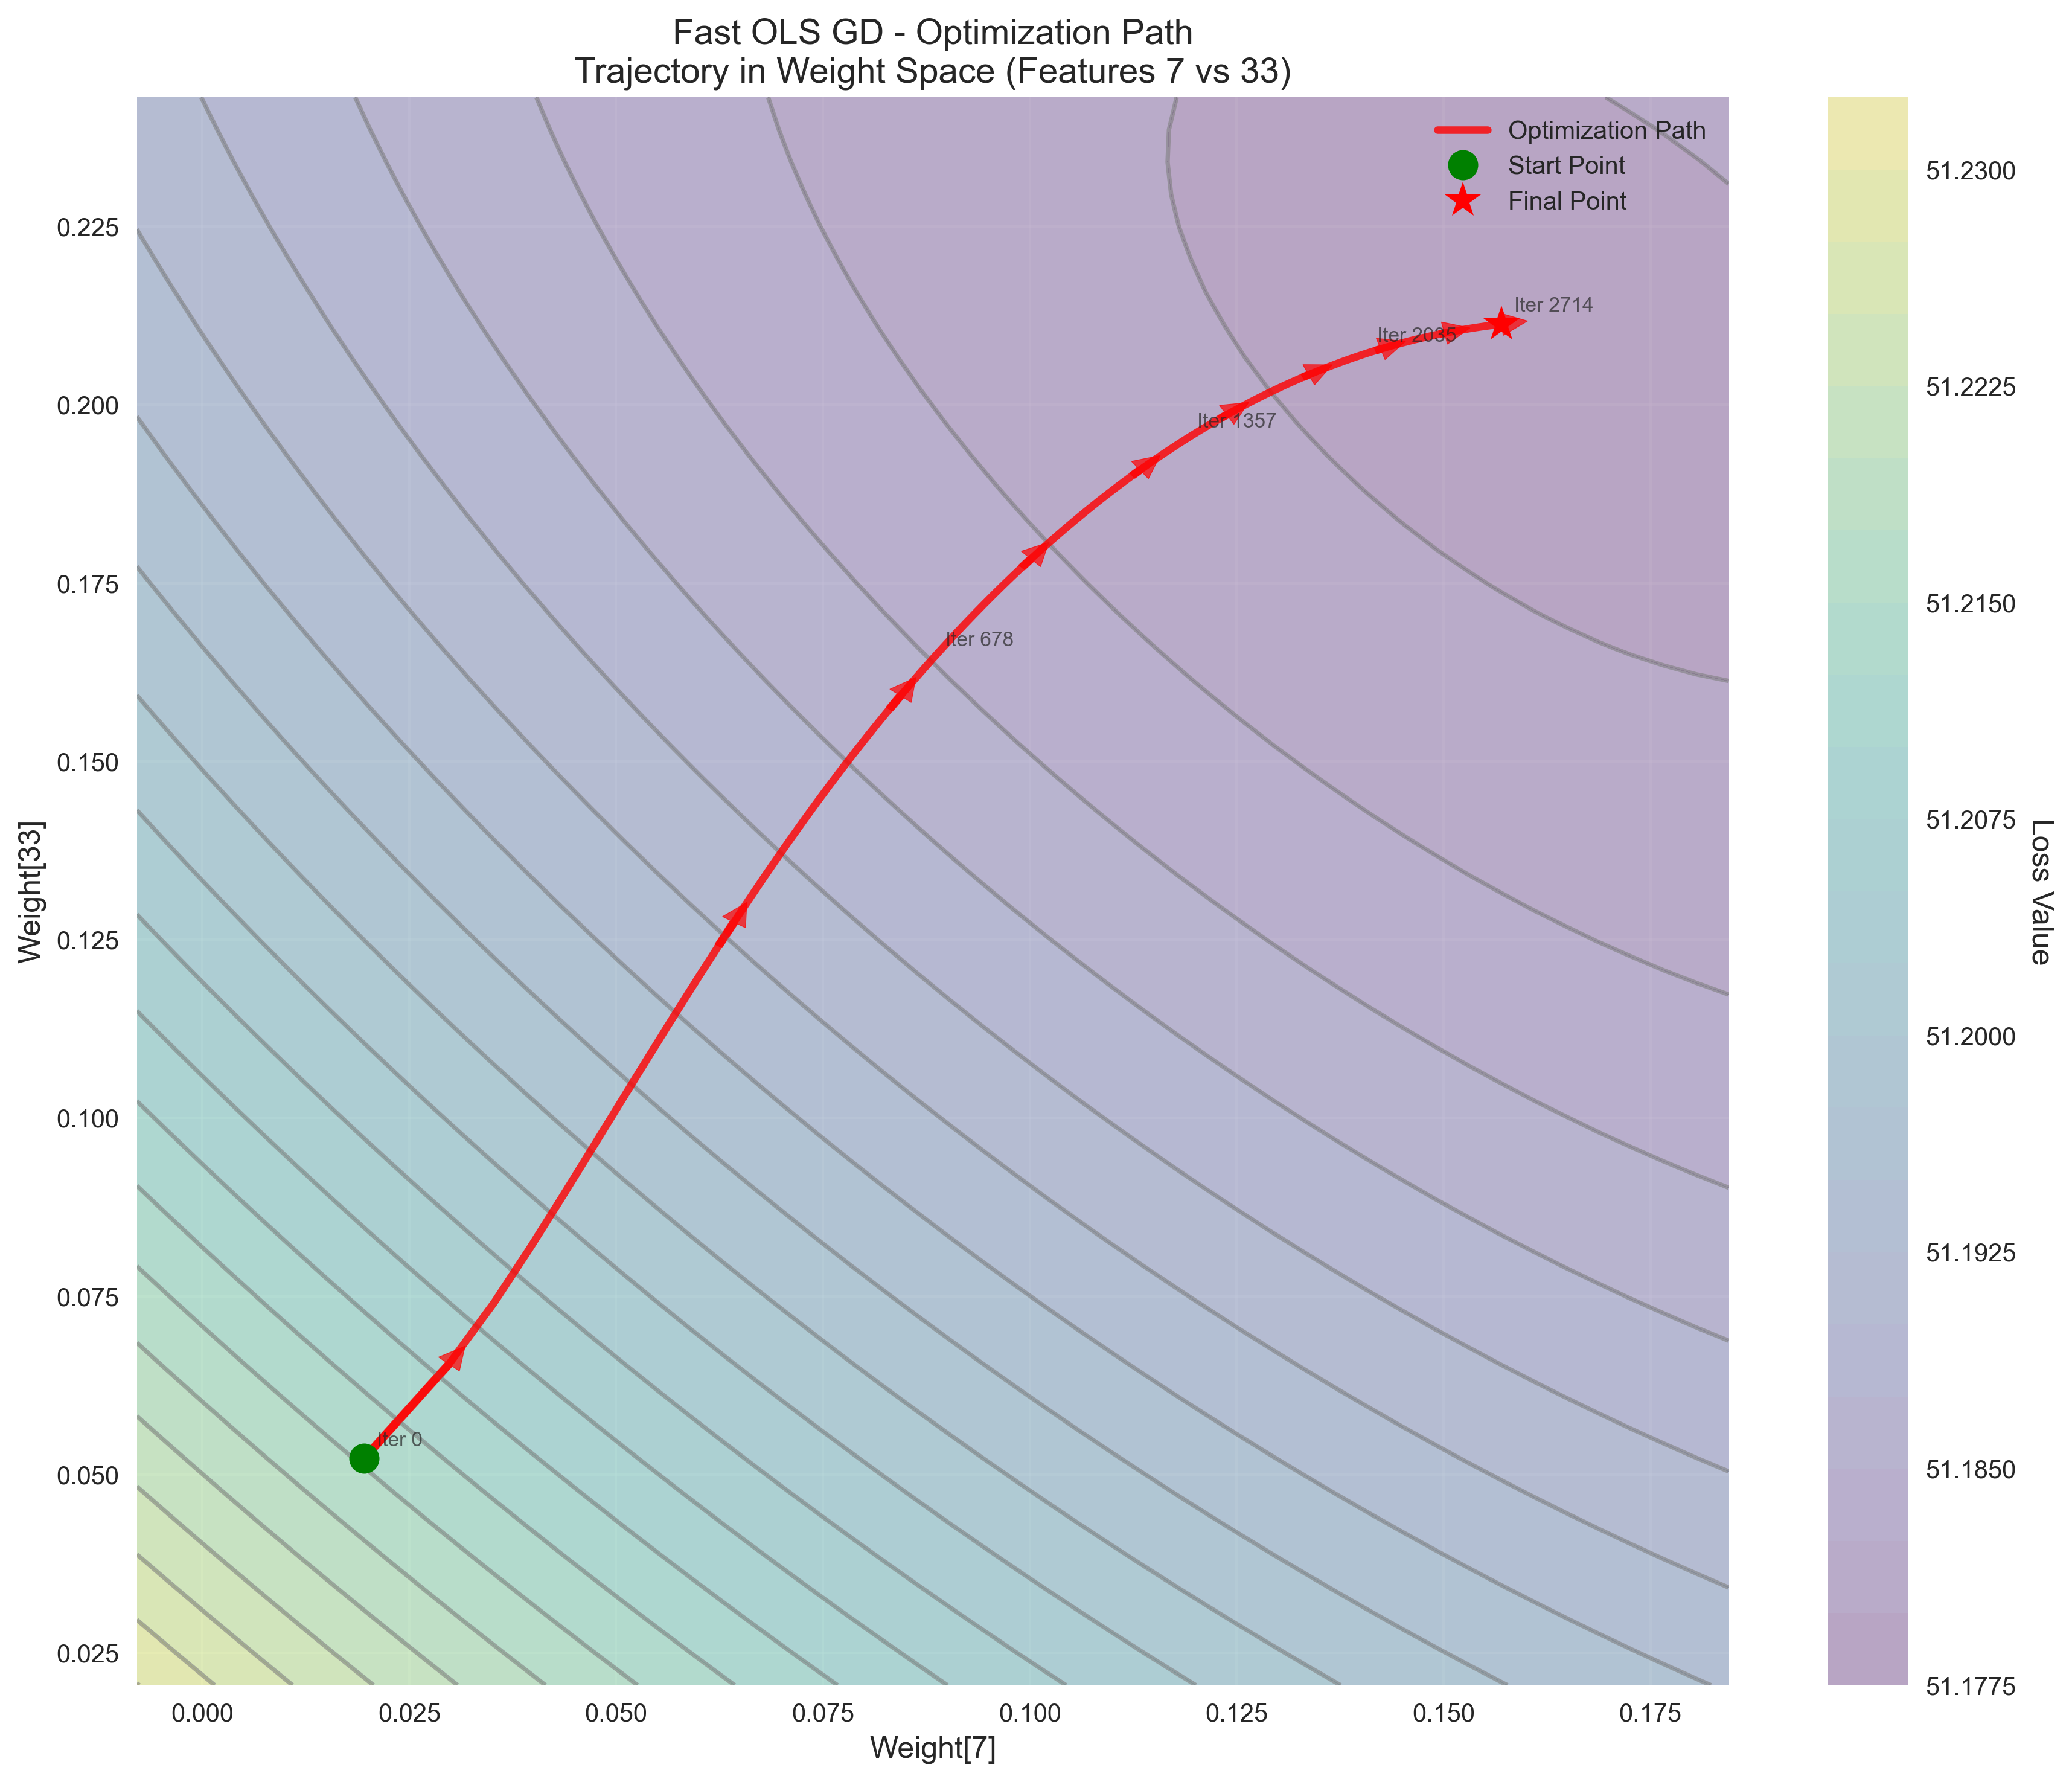 Fast OLS GD - Optimization Path
Trajectory in Weight Space (Features 7 vs 33)
Optimization Path
Start Point
Final Point
Iter 2714
Iter 2035
Iter 1357
Iter 678
Iter 0
0.225
0.200
0.175
0.150
0.125
0.100
0.075
0.050
0.025
Weight[33]
0.000
0.025
0.050
0.075
0.100
0.125
0.150
0.175
Weight[7]
51.2300
51.2225
51.2150
51.2075
51.2000
51.1925
51.1850
51.1775
Loss Value